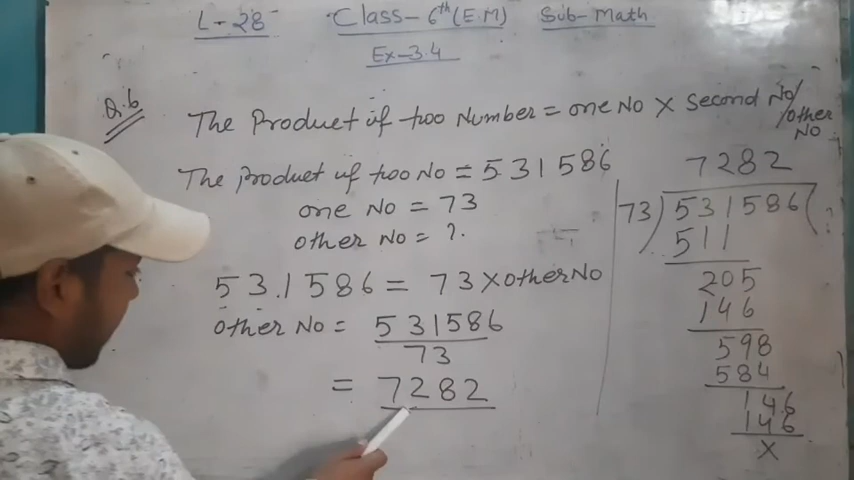 L-28 Class-6th(E.M) Sub-Math
Ex-3.4
Q.6
The Product of two Number = one No X Second No/
other
No
The product of two No = 531586
one No = 73
other No = ?.
53.1586 = 73 X other No
other No = 531586
73
= 7282
7282
73) 531586 (
511
205
146
598
584
146
146
X